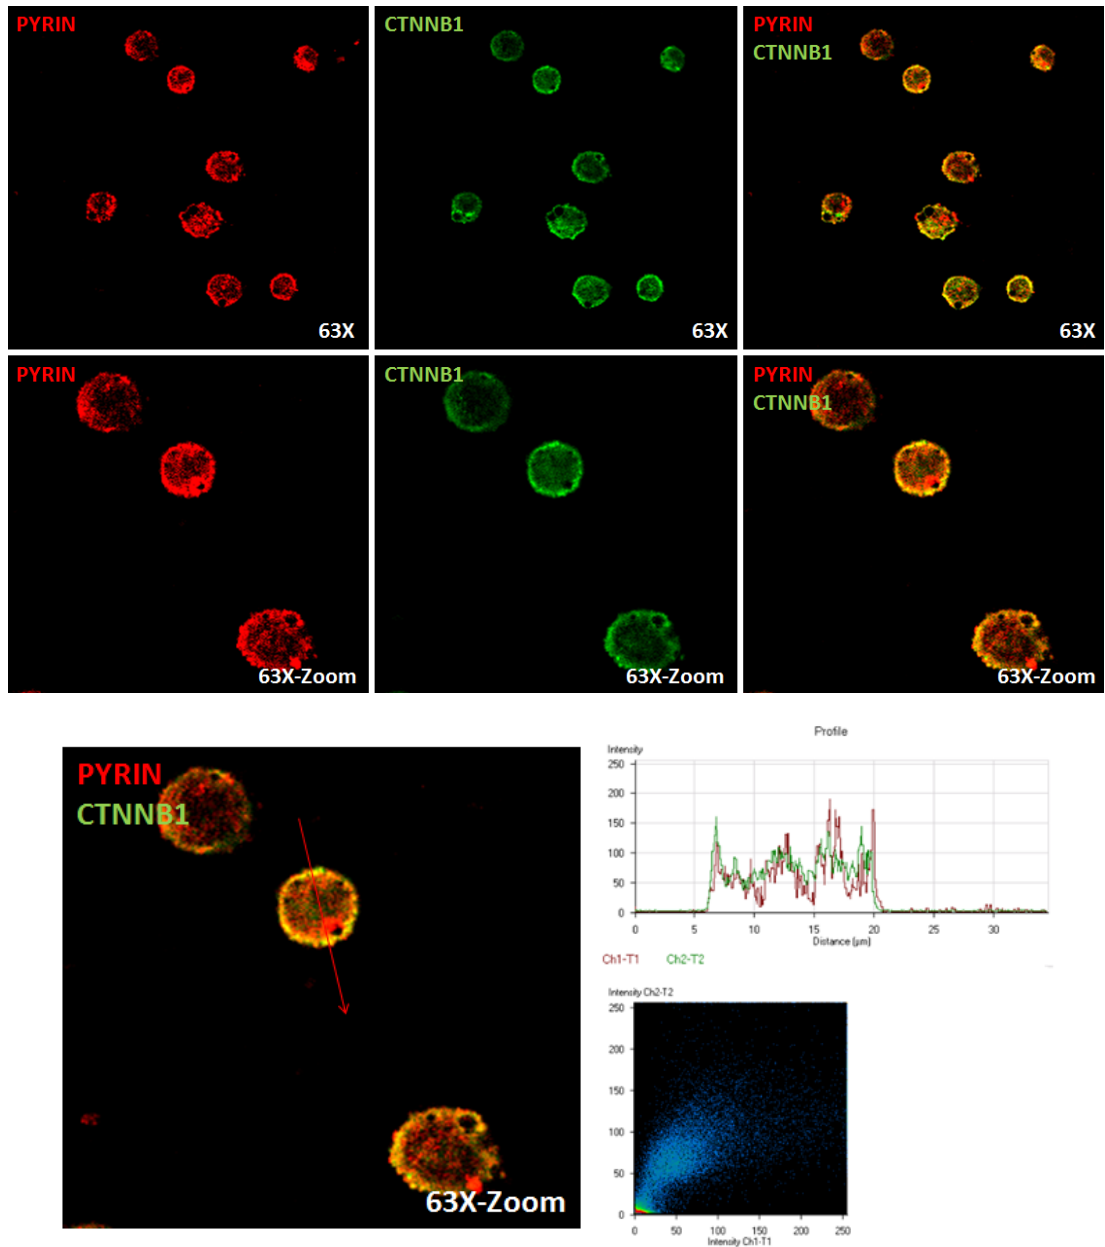 PYRIN
CTNNB1
PYRIN
CTNNB1
63X
63X
63X
PYRIN
CTNNB1
PYRIN
CTNNB1
63X-Zoom
63X-Zoom
63X-Zoom
PYRIN
CTNNB1
63X-Zoom
Profile
Intensity
250
200
150
100
50
0
0 5 10 15 20 25 30
Distance (µm)
Ch1-T1 Ch2-T2
Intensity Ch2-T2
250
200
150
100
50
0
0 50 100 150 200 250
Intensity Ch1-T1